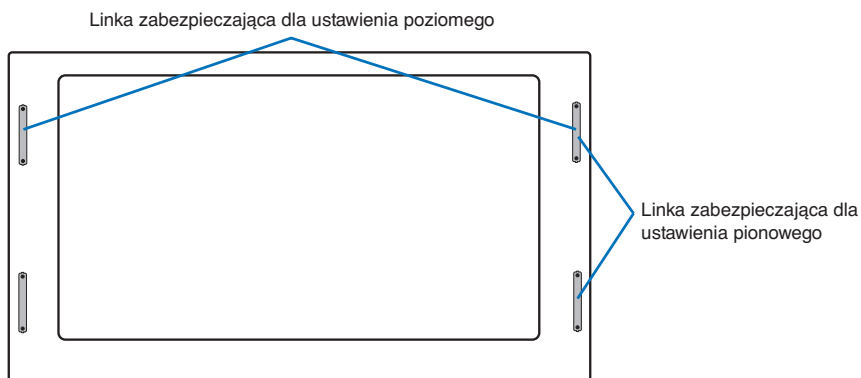 Linka zabezpieczająca dla ustawienia poziomego
Linka zabezpieczająca dla
ustawienia pionowego